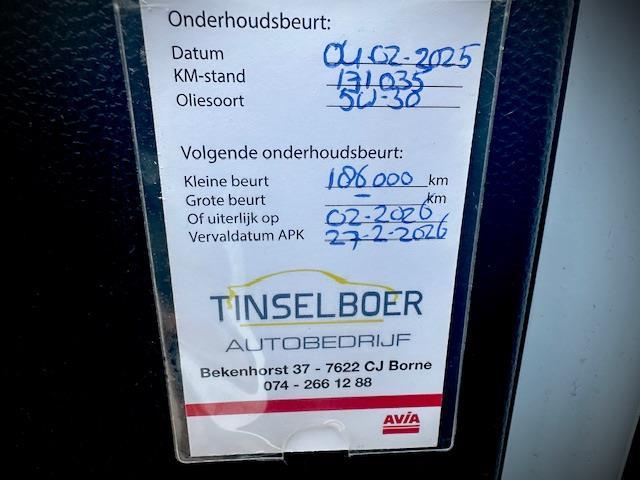 Onderhoudsbeurt:
Datum 04-02-2025
KM-stand 171035
Oliesoort 5W-30
Volgende onderhoudsbeurt:
Kleine beurt 186000 km
Grote beurt – km
Of uiterlijk op 02-2026
Vervaldatum APK 27-2-2026
TINSELBOER
AUTOBEDRIJF
Bekenhorst 37 - 7622 CJ Borne
074 - 266 12 88
AVIA